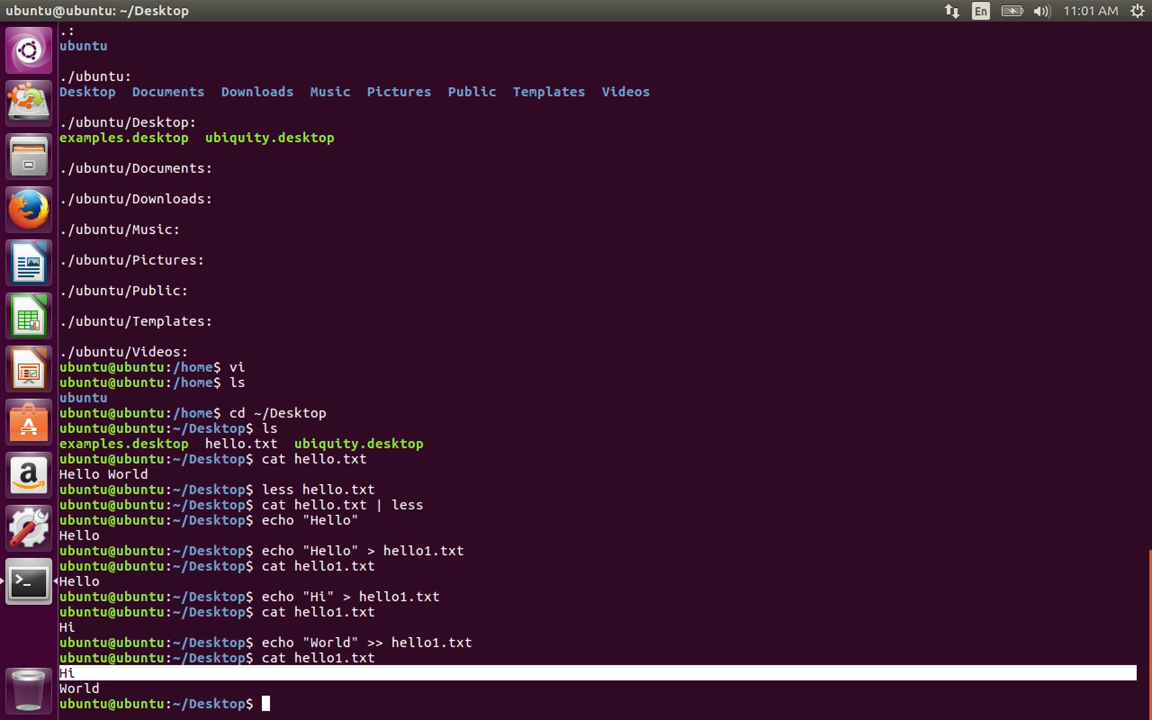 ubuntu@ubuntu: ~/Desktop En 11:01 AM
.:
ubuntu
./ubuntu:
Desktop Documents Downloads Music Pictures Public Templates Videos
./ubuntu/Desktop:
examples.desktop ubiquity.desktop
./ubuntu/Documents:
./ubuntu/Downloads:
./ubuntu/Music:
./ubuntu/Pictures:
./ubuntu/Public:
./ubuntu/Templates:
./ubuntu/Videos:
ubuntu@ubuntu:/home$ vi
ubuntu@ubuntu:/home$ ls
ubuntu
ubuntu@ubuntu:/home$ cd ~/Desktop
ubuntu@ubuntu:~/Desktop$ ls
examples.desktop hello.txt ubiquity.desktop
ubuntu@ubuntu:~/Desktop$ cat hello.txt
Hello World
ubuntu@ubuntu:~/Desktop$ less hello.txt
ubuntu@ubuntu:~/Desktop$ cat hello.txt | less
ubuntu@ubuntu:~/Desktop$ echo "Hello"
Hello
ubuntu@ubuntu:~/Desktop$ echo "Hello" > hello1.txt
ubuntu@ubuntu:~/Desktop$ cat hello1.txt
Hello
ubuntu@ubuntu:~/Desktop$ echo "Hi" > hello1.txt
ubuntu@ubuntu:~/Desktop$ cat hello1.txt
Hi
ubuntu@ubuntu:~/Desktop$ echo "World" >> hello1.txt
ubuntu@ubuntu:~/Desktop$ cat hello1.txt
Hi
World
ubuntu@ubuntu:~/Desktop$